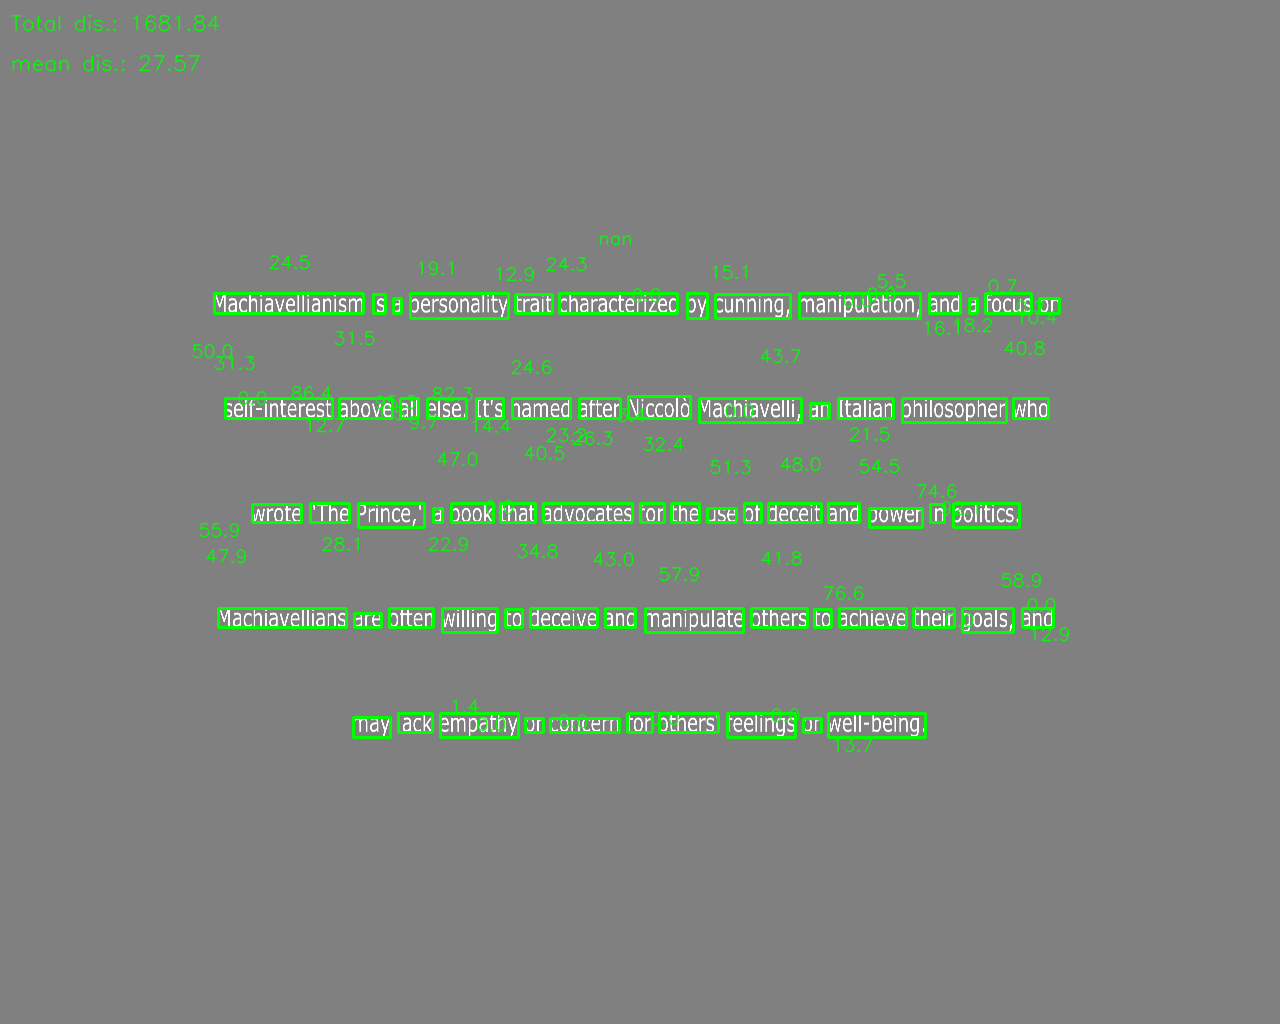 Total dis.: 1681.84
mean dis.: 27.57
nan
24.5 19.1 12.9 24.3 15.1 5.5 0.7
Machiavellianism is a personality trait characterized by cunning, manipulation, and a focus on
31.5 16.1 18.2
50.0 31.3 24.6 43.7 40.8
86.4 82.3
self-interest above all else. It's named after Niccolò Machiavelli, an Italian philosopher who
12.7 9.7 14.4 26.3 32.4 21.5
47.0 40.5 51.3 48.0 54.5
74.6
wrote 'The Prince,' a book that advocates for the use of deceit and power in politics.
55.9 28.1 22.9
47.9 34.8 43.0 57.9 41.8 76.6 58.9
Machiavellians are often willing to deceive and manipulate others to achieve their goals, and
12.9
1.4
may lack empathy or concern for others' feelings or well-being.
13.7